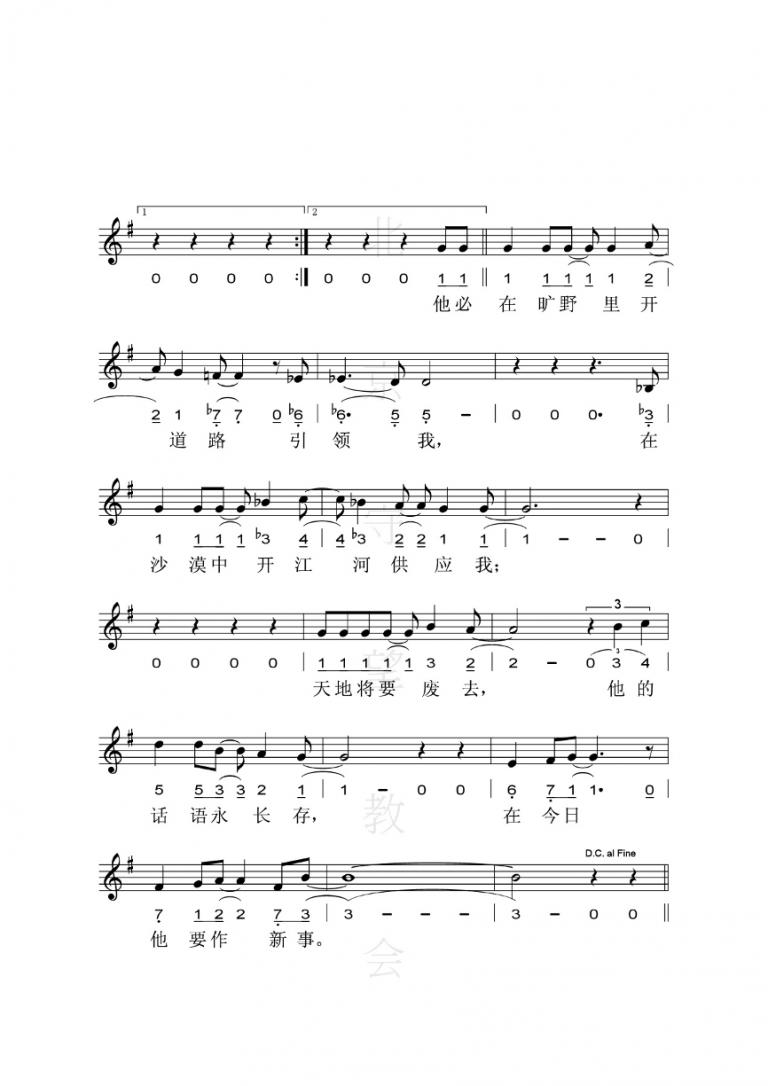 1 2
0 0 0 0 :| 0 0 0 1 1 || 1 1 1 1 1 2 |
他必 在 旷野 里 开
2 1 ♭7 7 0 ♭6 | ♭6• 5 5 – | 0 0 0• ♭3 |
道 路 引 领 我， 在
1 1 1 1 ♭3 4 | 4 ♭3 2 2 1 1 | 1 – – 0 |
沙 漠中 开 江 河 供 应 我；
3
0 0 0 0 | 1 1 1 1 1 3 2 | 2 – 0 3 4 |
3
天地将要 废 去， 他 的
5 5 3 3 2 1 | 1 – 0 0 | 6 7 1 1• 0 |
话 语永 长 存， 在 今日
D.C. al Fine
7 1 2 2 7 3 | 3 – – – | 3 – 0 0 ||
他 要作 新 事。
北
京
守
望
教
会